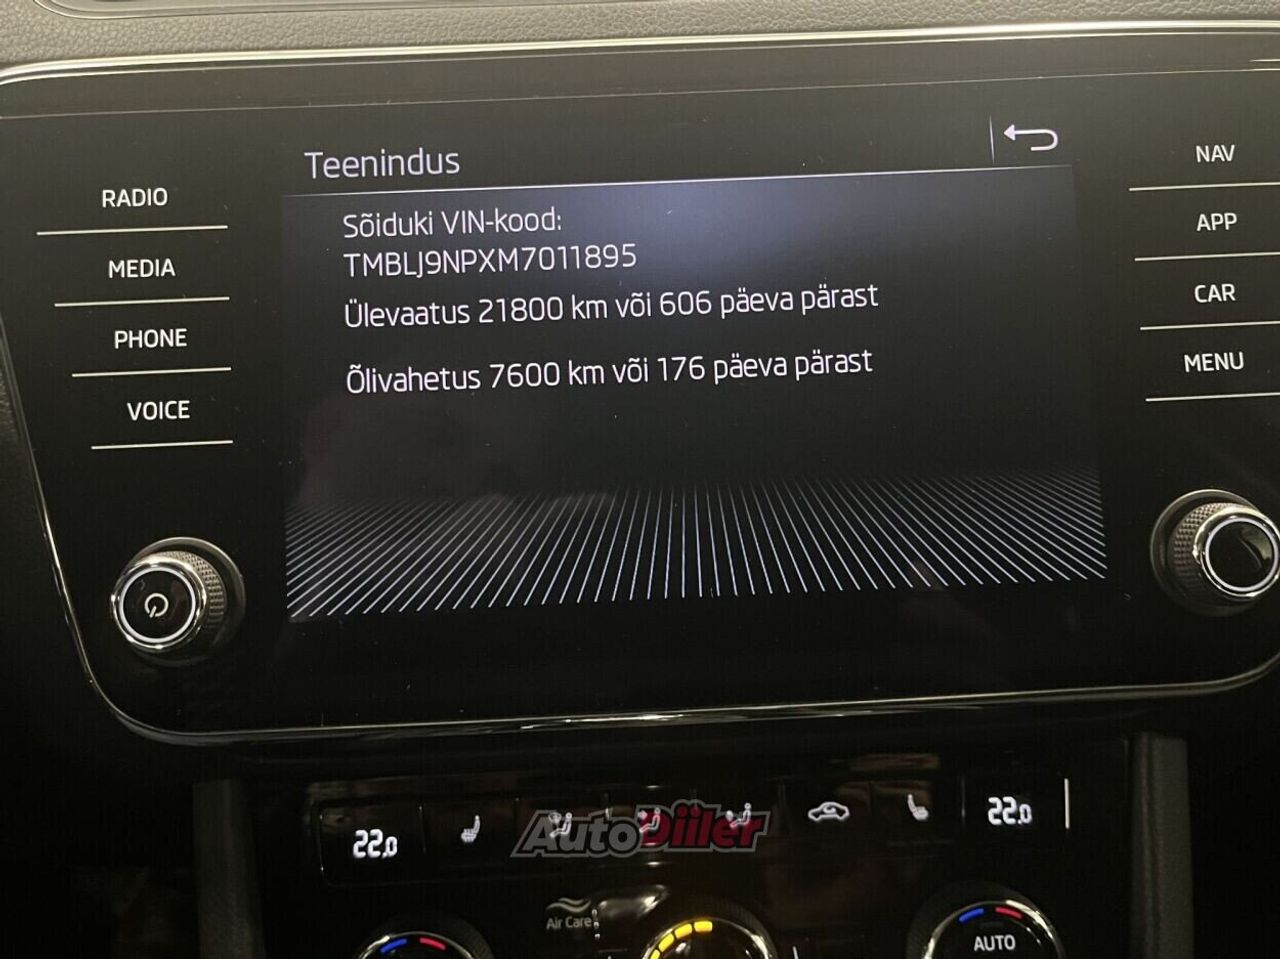 Teenindus
Sõiduki VIN-kood:
TMBLJ9NPXM7011895
Ülevaatus 21800 km või 606 päeva pärast
Õlivahetus 7600 km või 176 päeva pärast
RADIO
MEDIA
PHONE
VOICE
NAV
APP
CAR
MENU
22.0
22.0
AutoDiiler
Air Care
AUTO